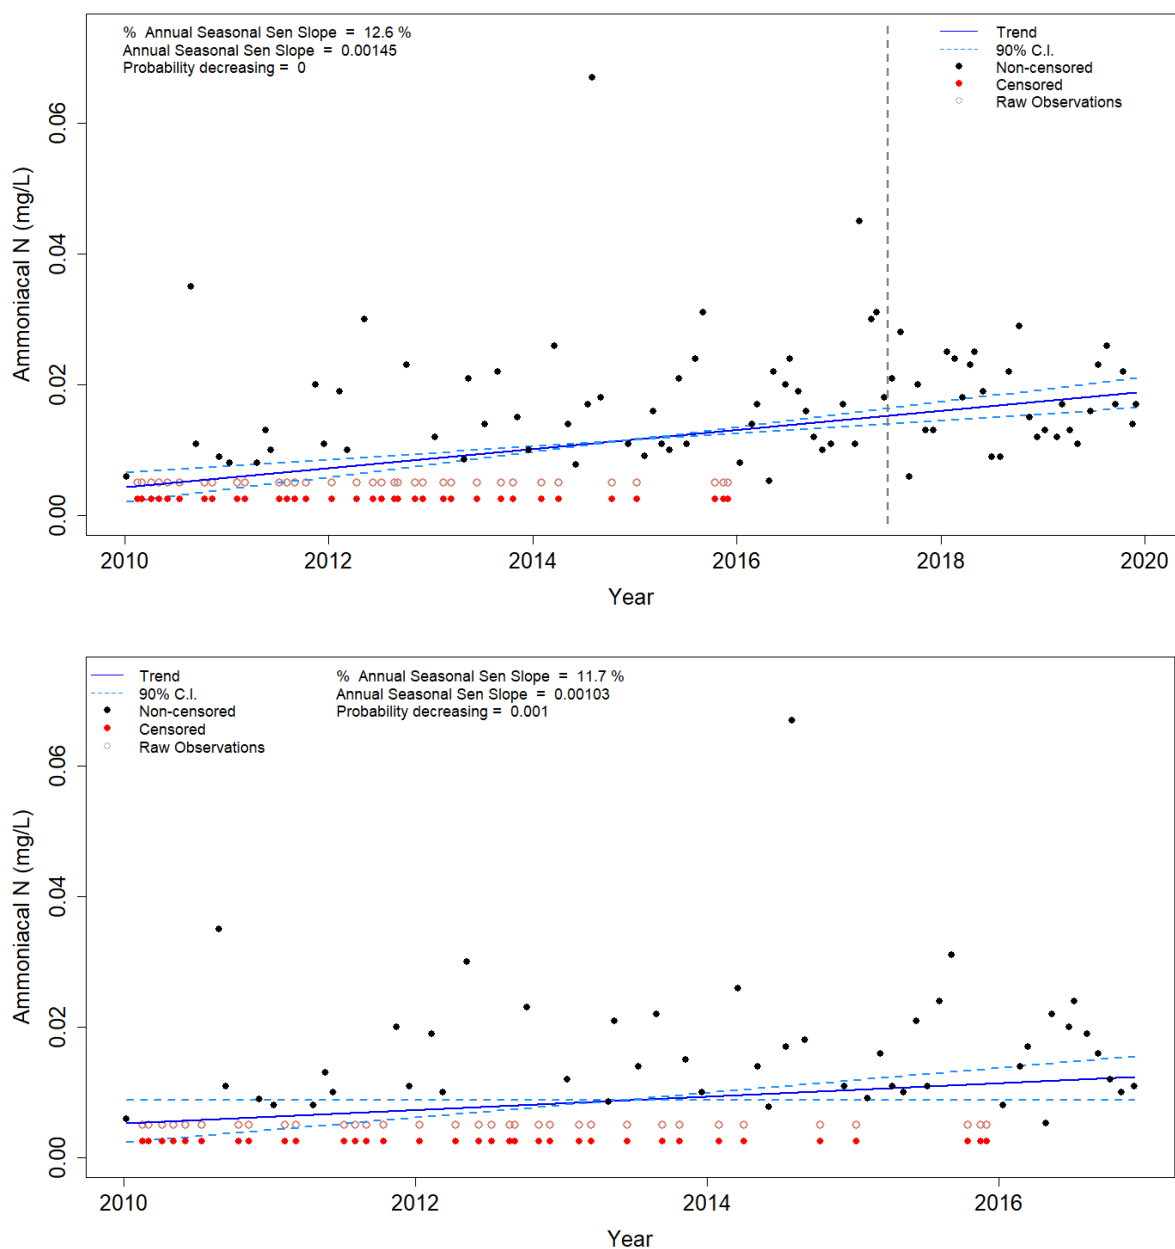 % Annual Seasonal Sen Slope = 12.6 %
Annual Seasonal Sen Slope = 0.00145
Probability decreasing = 0
Trend
90% C.I.
Non-censored
Censored
Raw Observations
Ammoniacal N (mg/L)
0.06
0.04
0.02
0.00
2010 2012 2014 2016 2018 2020
Year
Trend
90% C.I.
Non-censored
Censored
Raw Observations
% Annual Seasonal Sen Slope = 11.7 %
Annual Seasonal Sen Slope = 0.00103
Probability decreasing = 0.001
Ammoniacal N (mg/L)
0.06
0.04
0.02
0.00
2010 2012 2014 2016
Year